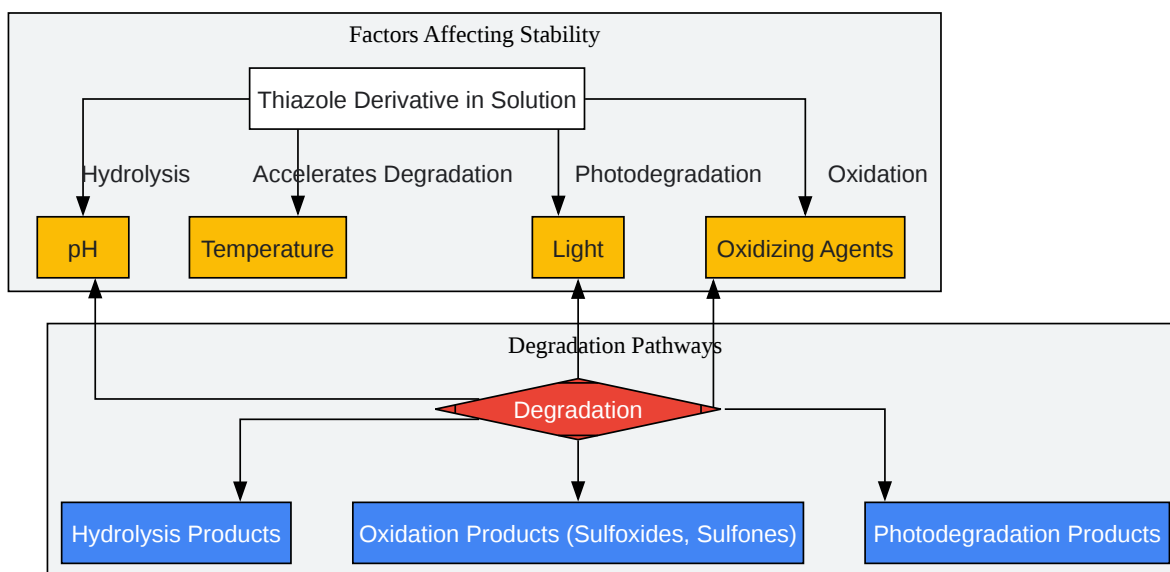 Factors Affecting Stability
Thiazole Derivative in Solution
Hydrolysis
Accelerates Degradation
Photodegradation
Oxidation
pH
Temperature
Light
Oxidizing Agents
Degradation Pathways
Degradation
Hydrolysis Products
Oxidation Products (Sulfoxides, Sulfones)
Photodegradation Products